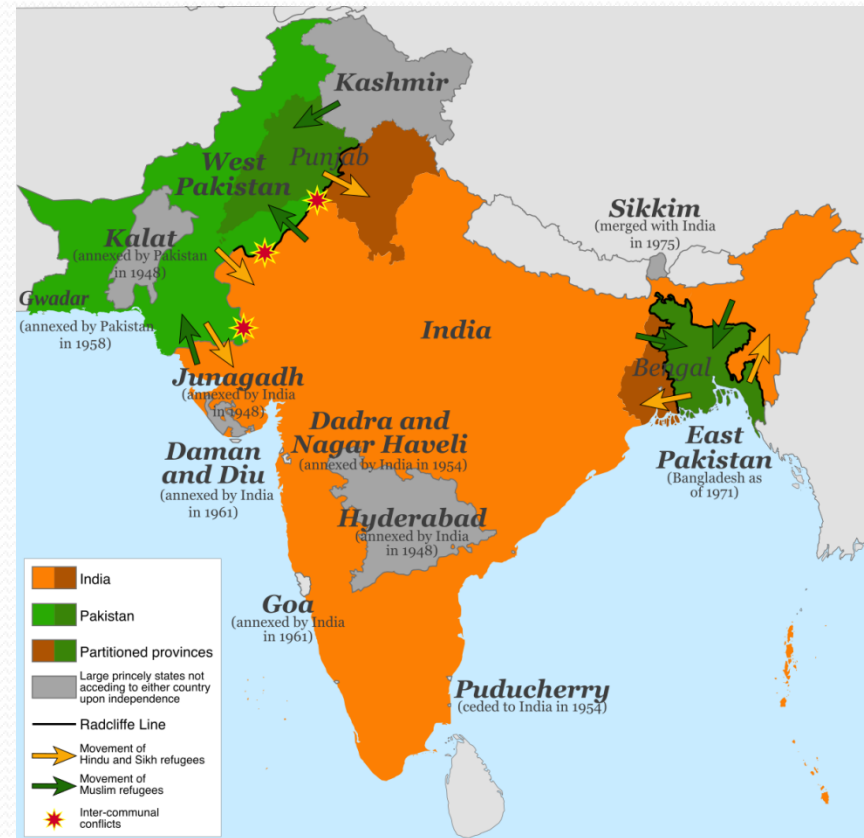 Kashmir
Punjab
West
Pakistan
Kalat
(annexed by Pakistan
in 1948)
Gwadar
(annexed by Pakistan
in 1958)
Sikkim
(merged with India
in 1975)
India
Bengal
East
Pakistan
(Bangladesh as
of 1971)
Junagadh
(annexed by India
in 1948)
Daman
and Diu
(annexed by India
in 1961)
Dadra and
Nagar Haveli
(annexed by India in 1954)
Hyderabad
(annexed by India
in 1948)
Goa
(annexed by India
in 1961)
Puducherry
(ceded to India in 1954)
India
Pakistan
Partitioned provinces
Large princely states not
acceding to either country
upon independence
Radcliffe Line
Movement of
Hindu and Sikh refugees
Movement of
Muslim refugees
Inter-communal
conflicts